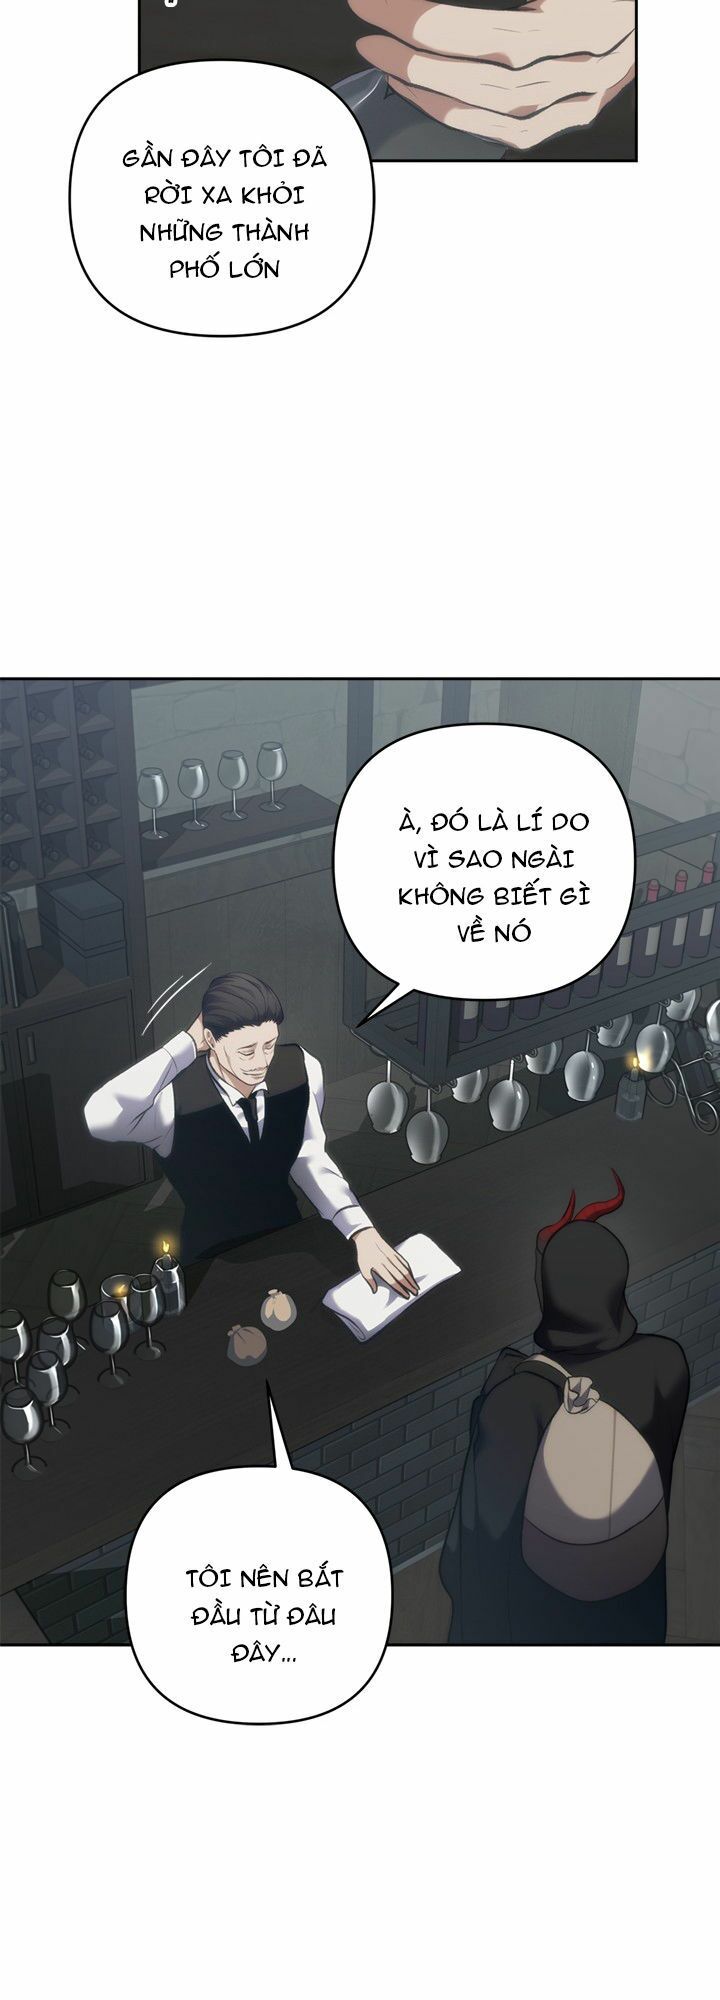 GẦN ĐÂY TÔI ĐÃ
RỜI XA KHỎI
NHỮNG THÀNH
PHỐ LỚN
À, ĐÓ LÀ LÍ DO
VÌ SAO NGÀI
KHÔNG BIẾT GÌ
VỀ NÓ
TÔI NÊN BẮT
ĐẦU TỪ ĐÂU
ĐÂY...